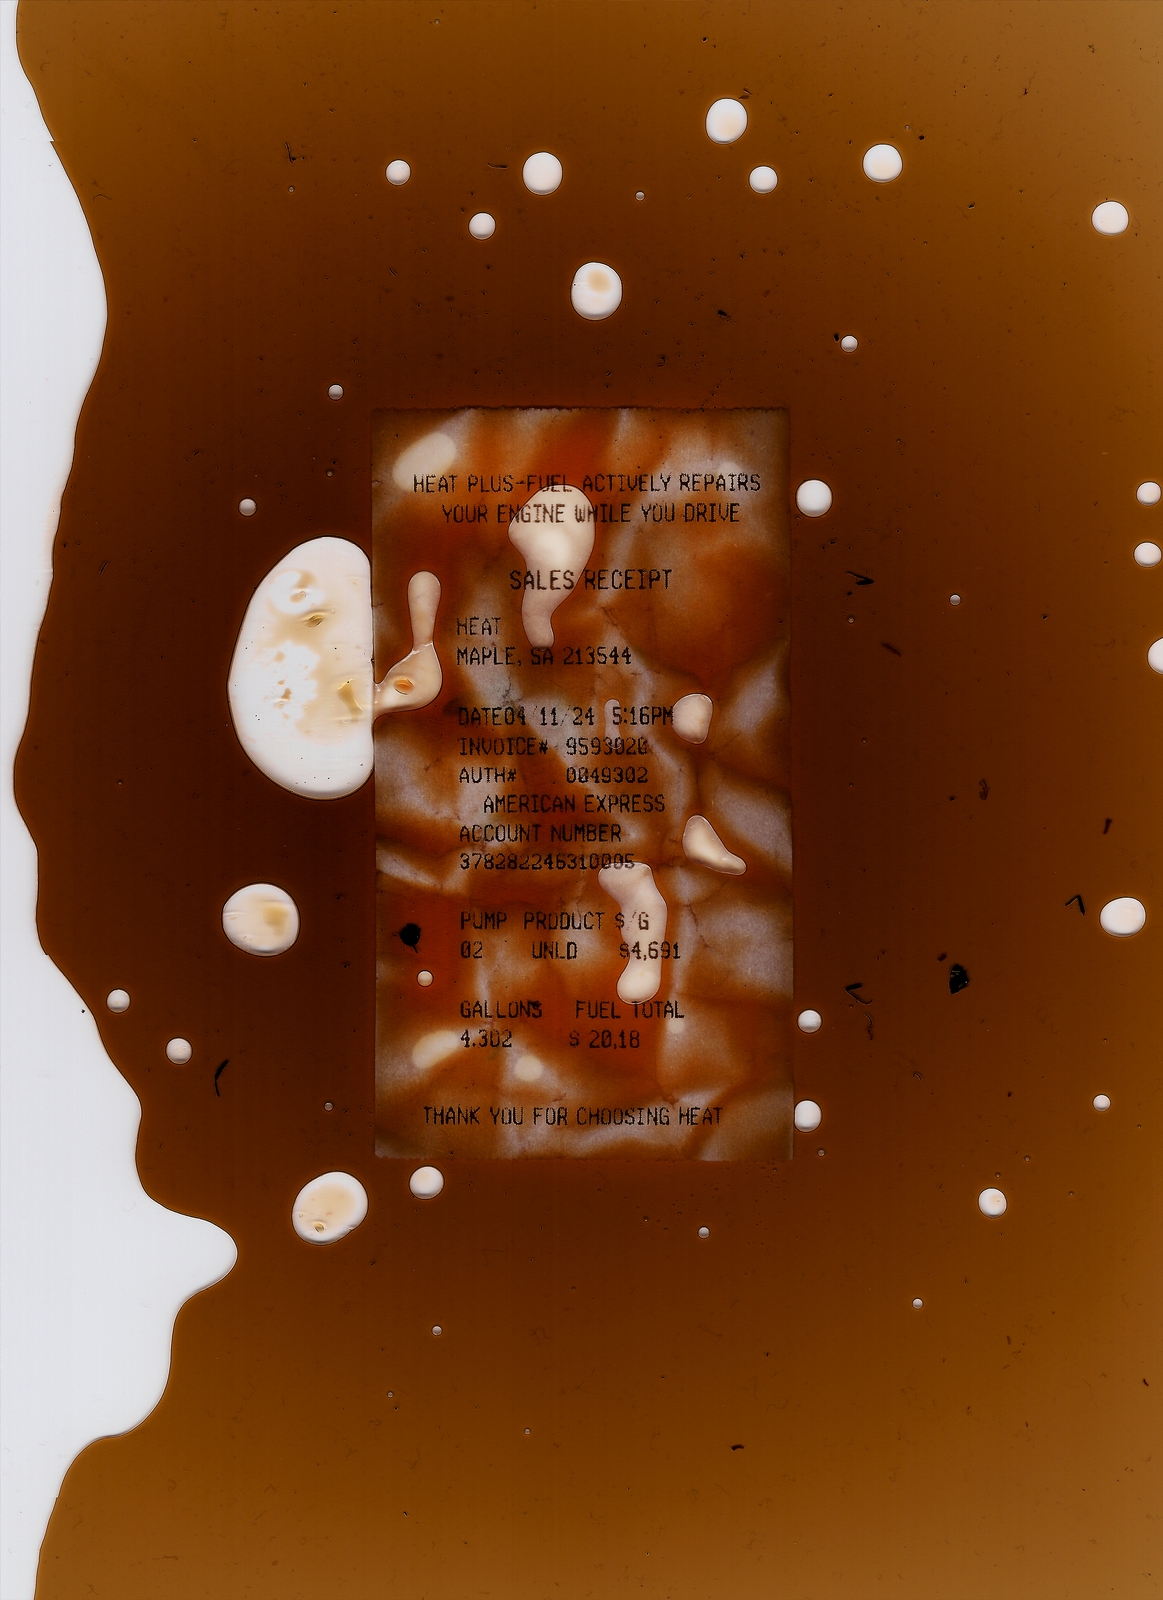 HEAT PLUS-FUEL ACTIVELY REPAIRS
YOUR ENGINE WHILE YOU DRIVE
SALES RECEIPT
HEAT
MAPLE, SA 213544
DATE04/11/24 5:16PM
INVOICE# 9593020
AUTH# 0049302
AMERICAN EXPRESS
ACCOUNT NUMBER
378282246310005
PUMP PRODUCT $/G
02 UNLD $4,691
GALLONS FUEL TOTAL
4.302 $ 20,18
THANK YOU FOR CHOOSING HEAT